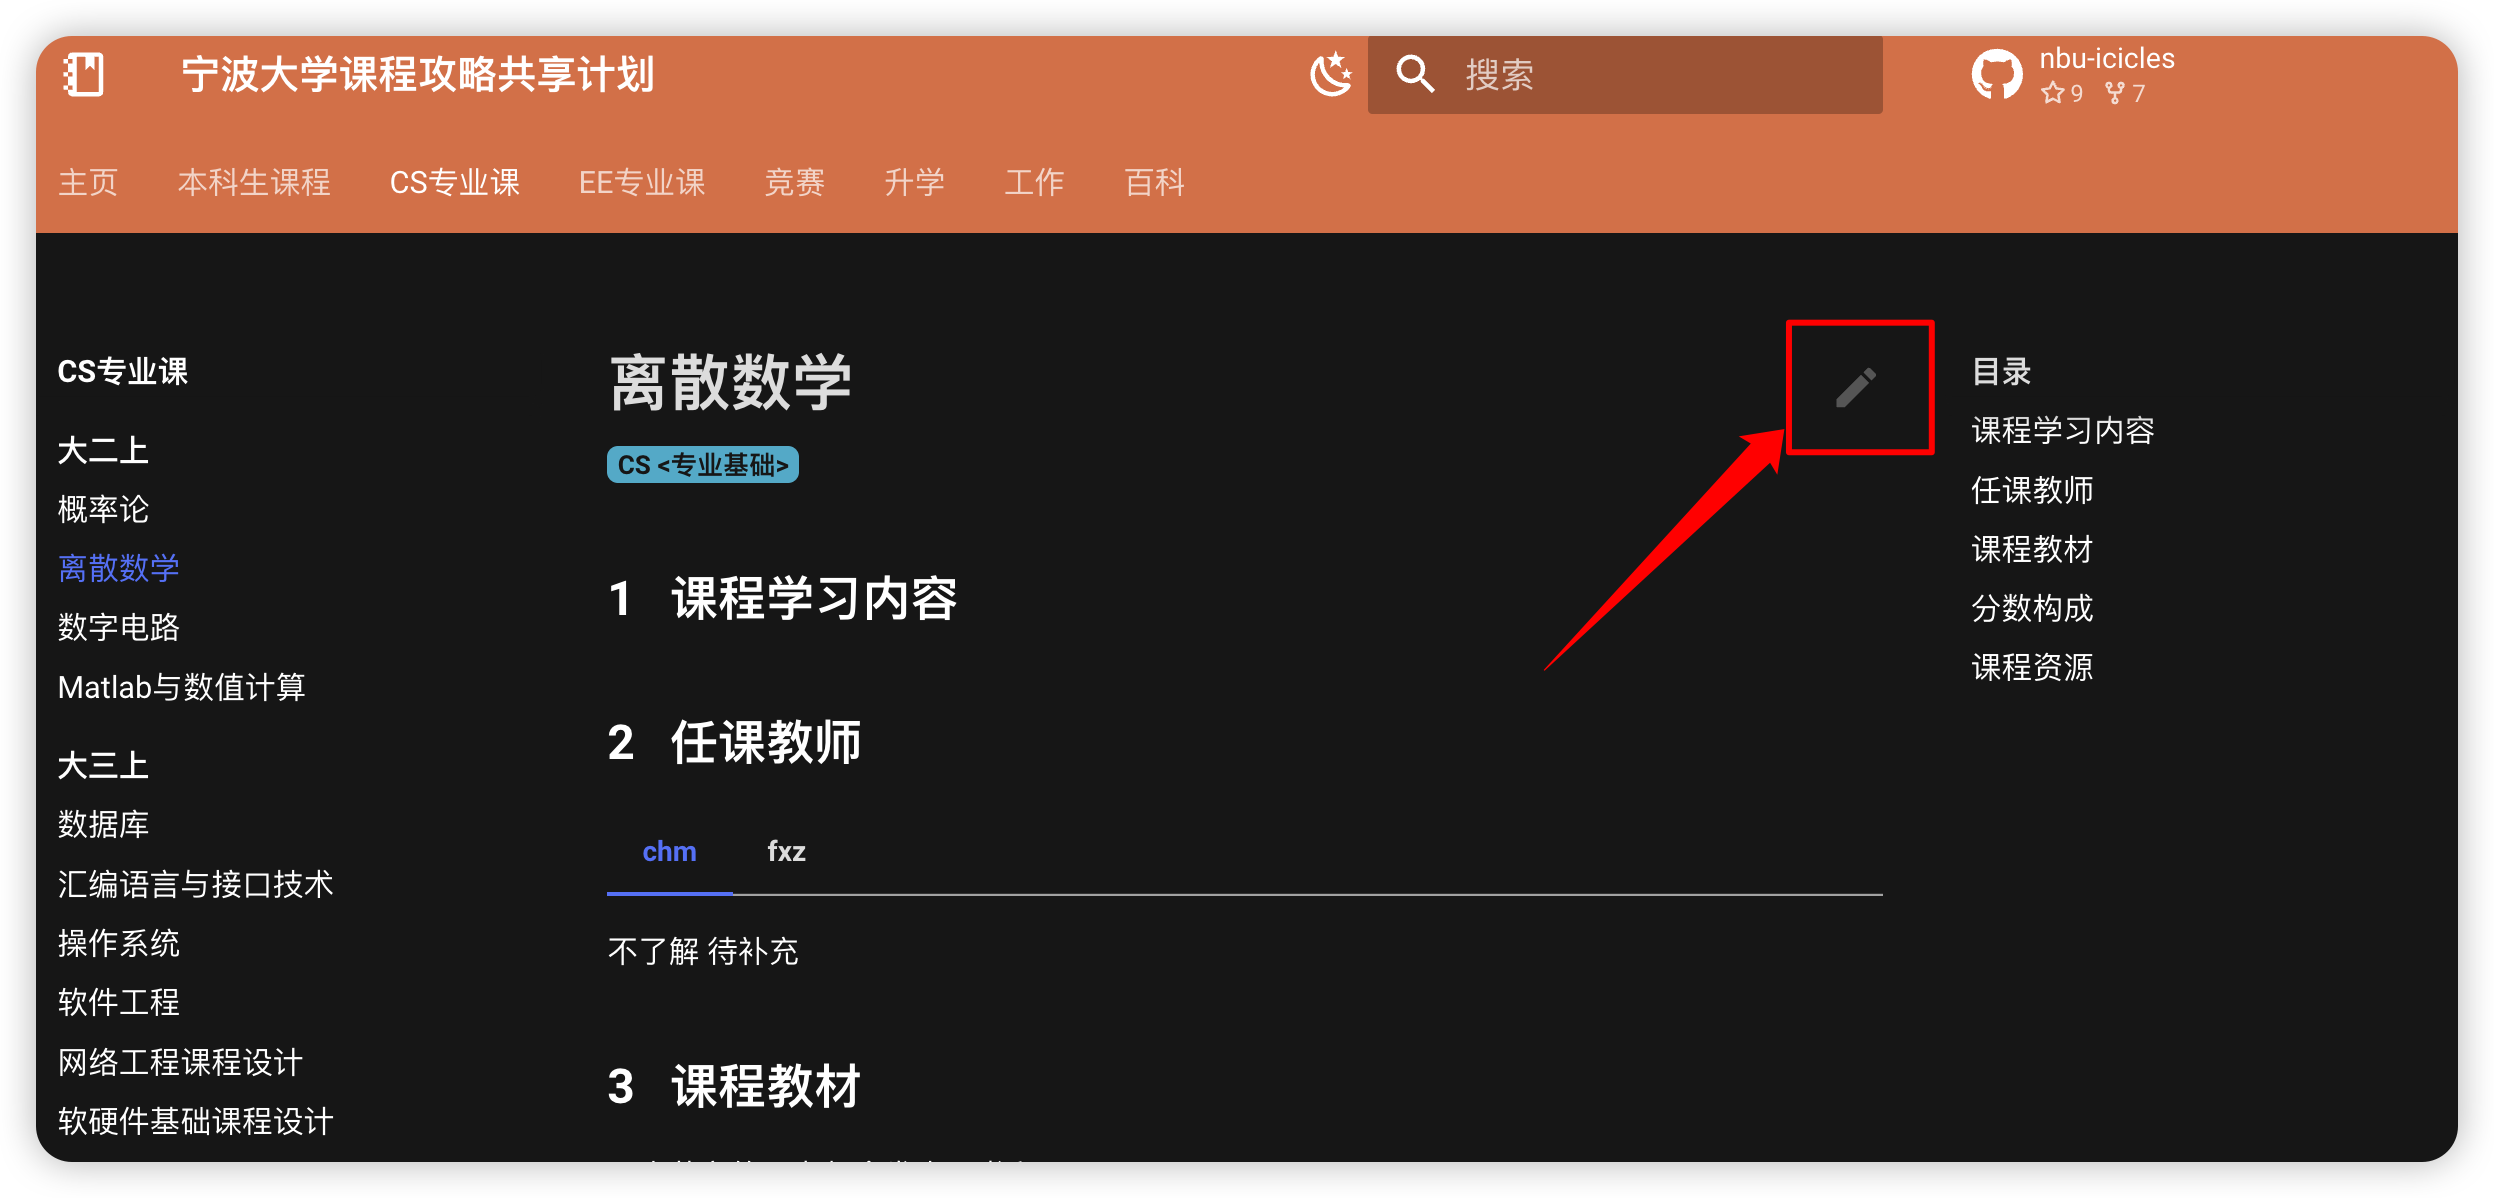 宁波大学课程攻略共享计划
搜索
nbu-icicles
9 7
主页 本科生课程 CS专业课 EE专业课 竞赛 升学 工作 百科
CS专业课
大二上
概率论
离散数学
数字电路
Matlab与数值计算
大三上
数据库
汇编语言与接口技术
操作系统
软件工程
网络工程课程设计
软硬件基础课程设计
离散数学
CS <专业基础>
1 课程学习内容
2 任课教师
chm fxz
不了解 待补充
3 课程教材
目录
课程学习内容
任课教师
课程教材
分数构成
课程资源